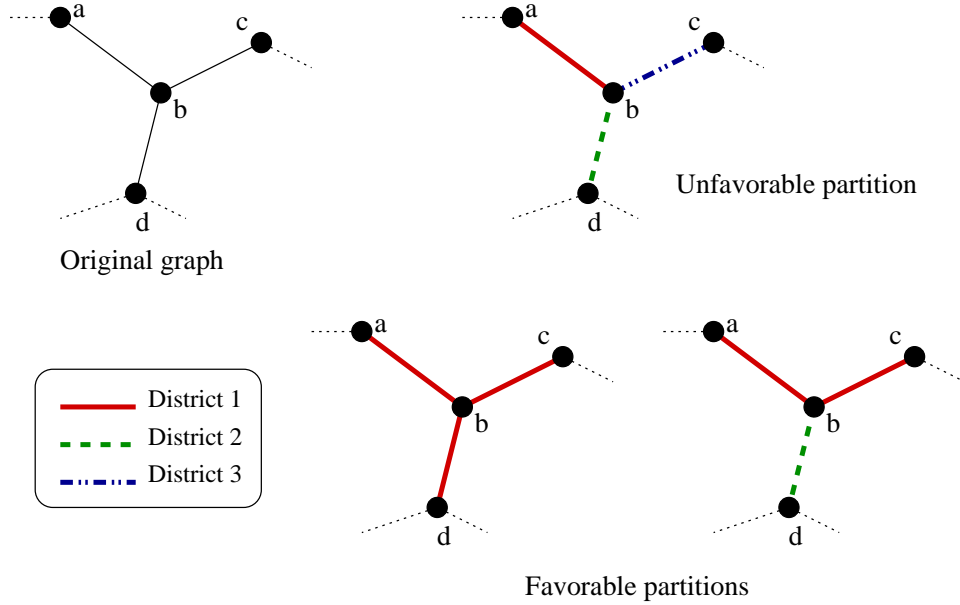 a
c
b
d
Original graph
a
c
b
d
Unfavorable partition
District 1
District 2
District 3
a
c
b
d
a
c
b
d
Favorable partitions